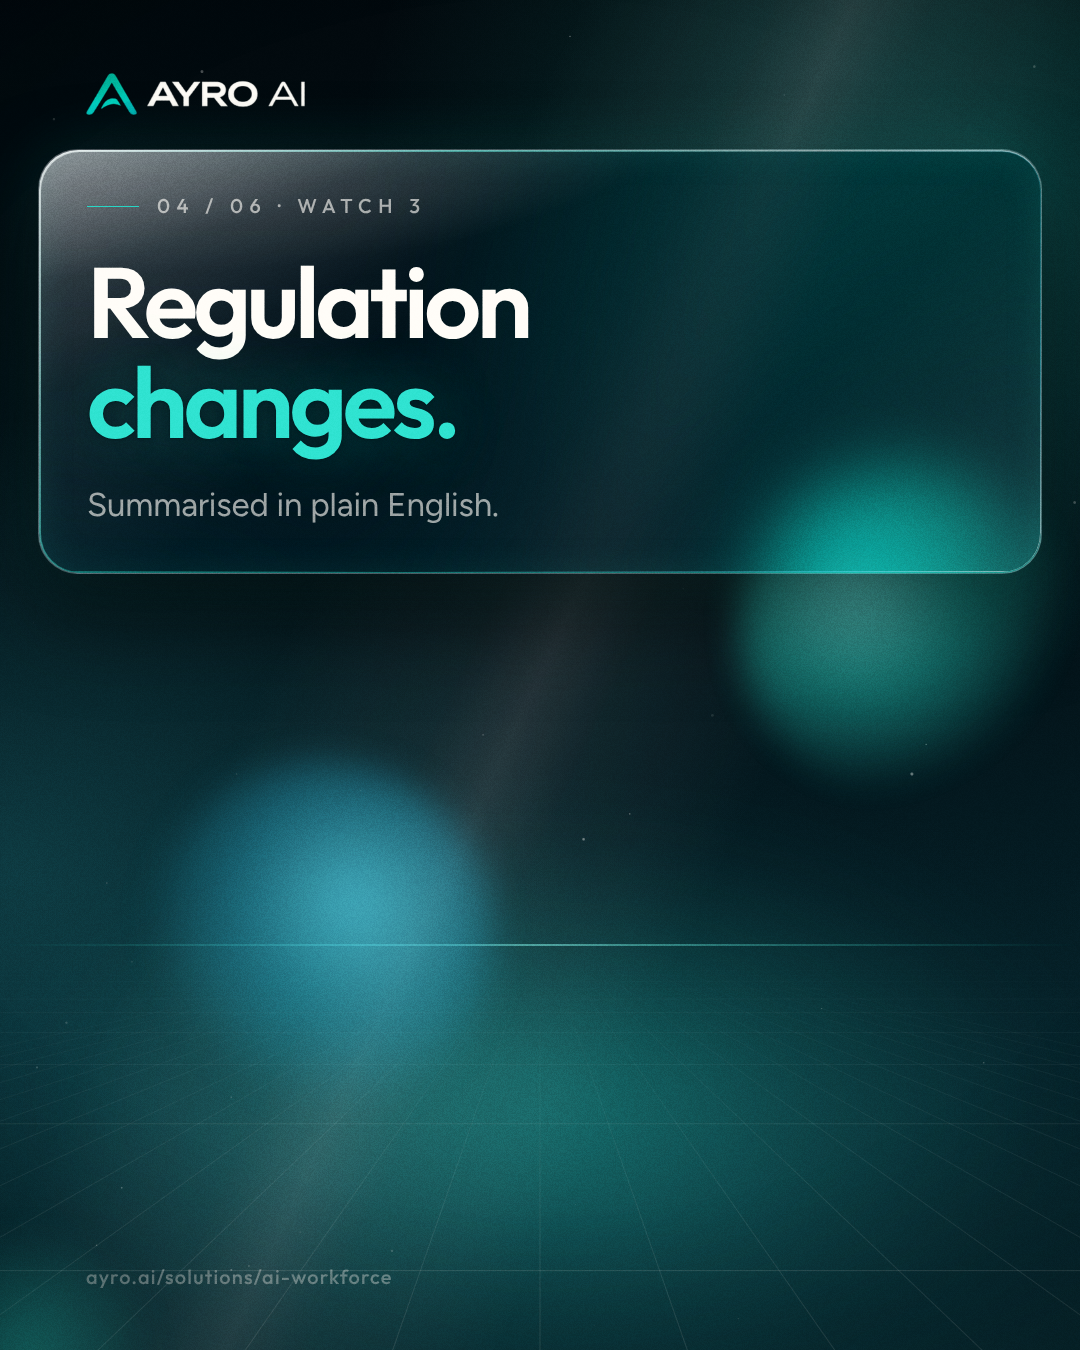 AYRO AI
04 / 06 · WATCH 3
Regulation
changes.
Summarised in plain English.
ayro.ai/solutions/ai-workforce